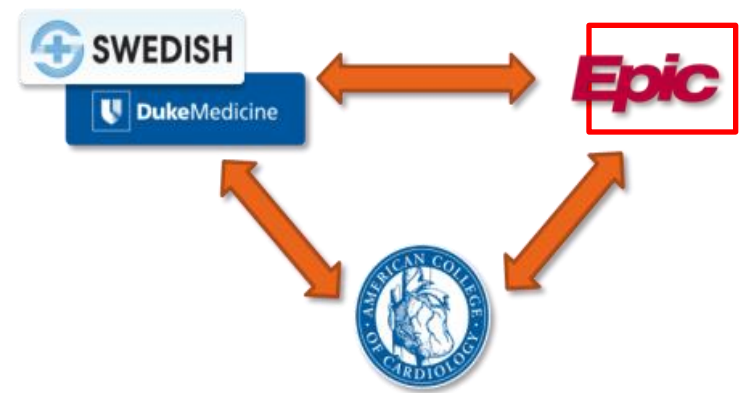 SWEDISH
DukeMedicine
Epic
AMERICAN COLLEGE
· OF CARDIOLOGY ·